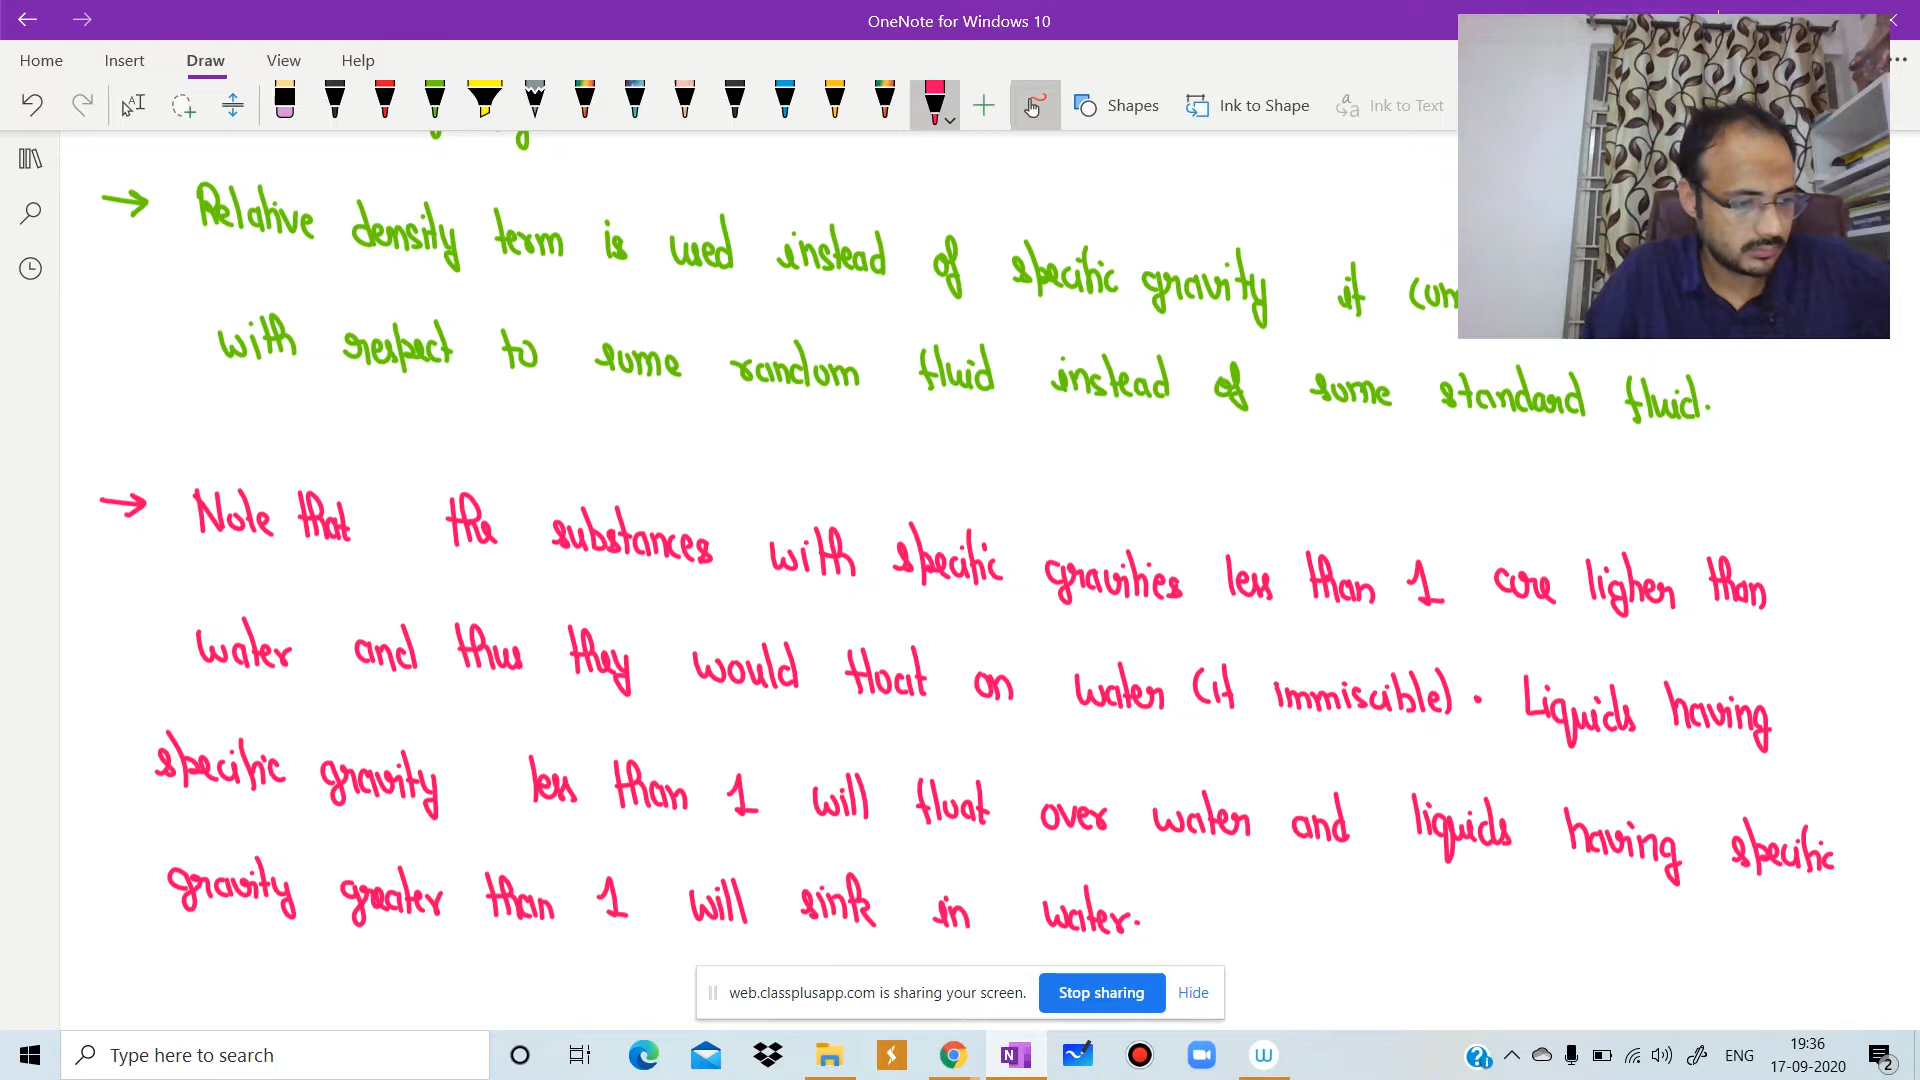 OneNote for Windows 10
Home Insert Draw View Help
Shapes Ink to Shape Ink to Text
→ Relative density term is used instead of specific gravity if
with respect to some random fluid instead of some standard fluid.
→ Note that the substances with specific gravities less than 1 are ligher than
water and thus they would float on water (if immiscible). Liquids having
specific gravity less than 1 will float over water and liquids having specific
gravity greater than 1 will sink in water.
web.classplusapp.com is sharing your screen. Stop sharing Hide
Type here to search
ENG
19:36
17-09-2020
2